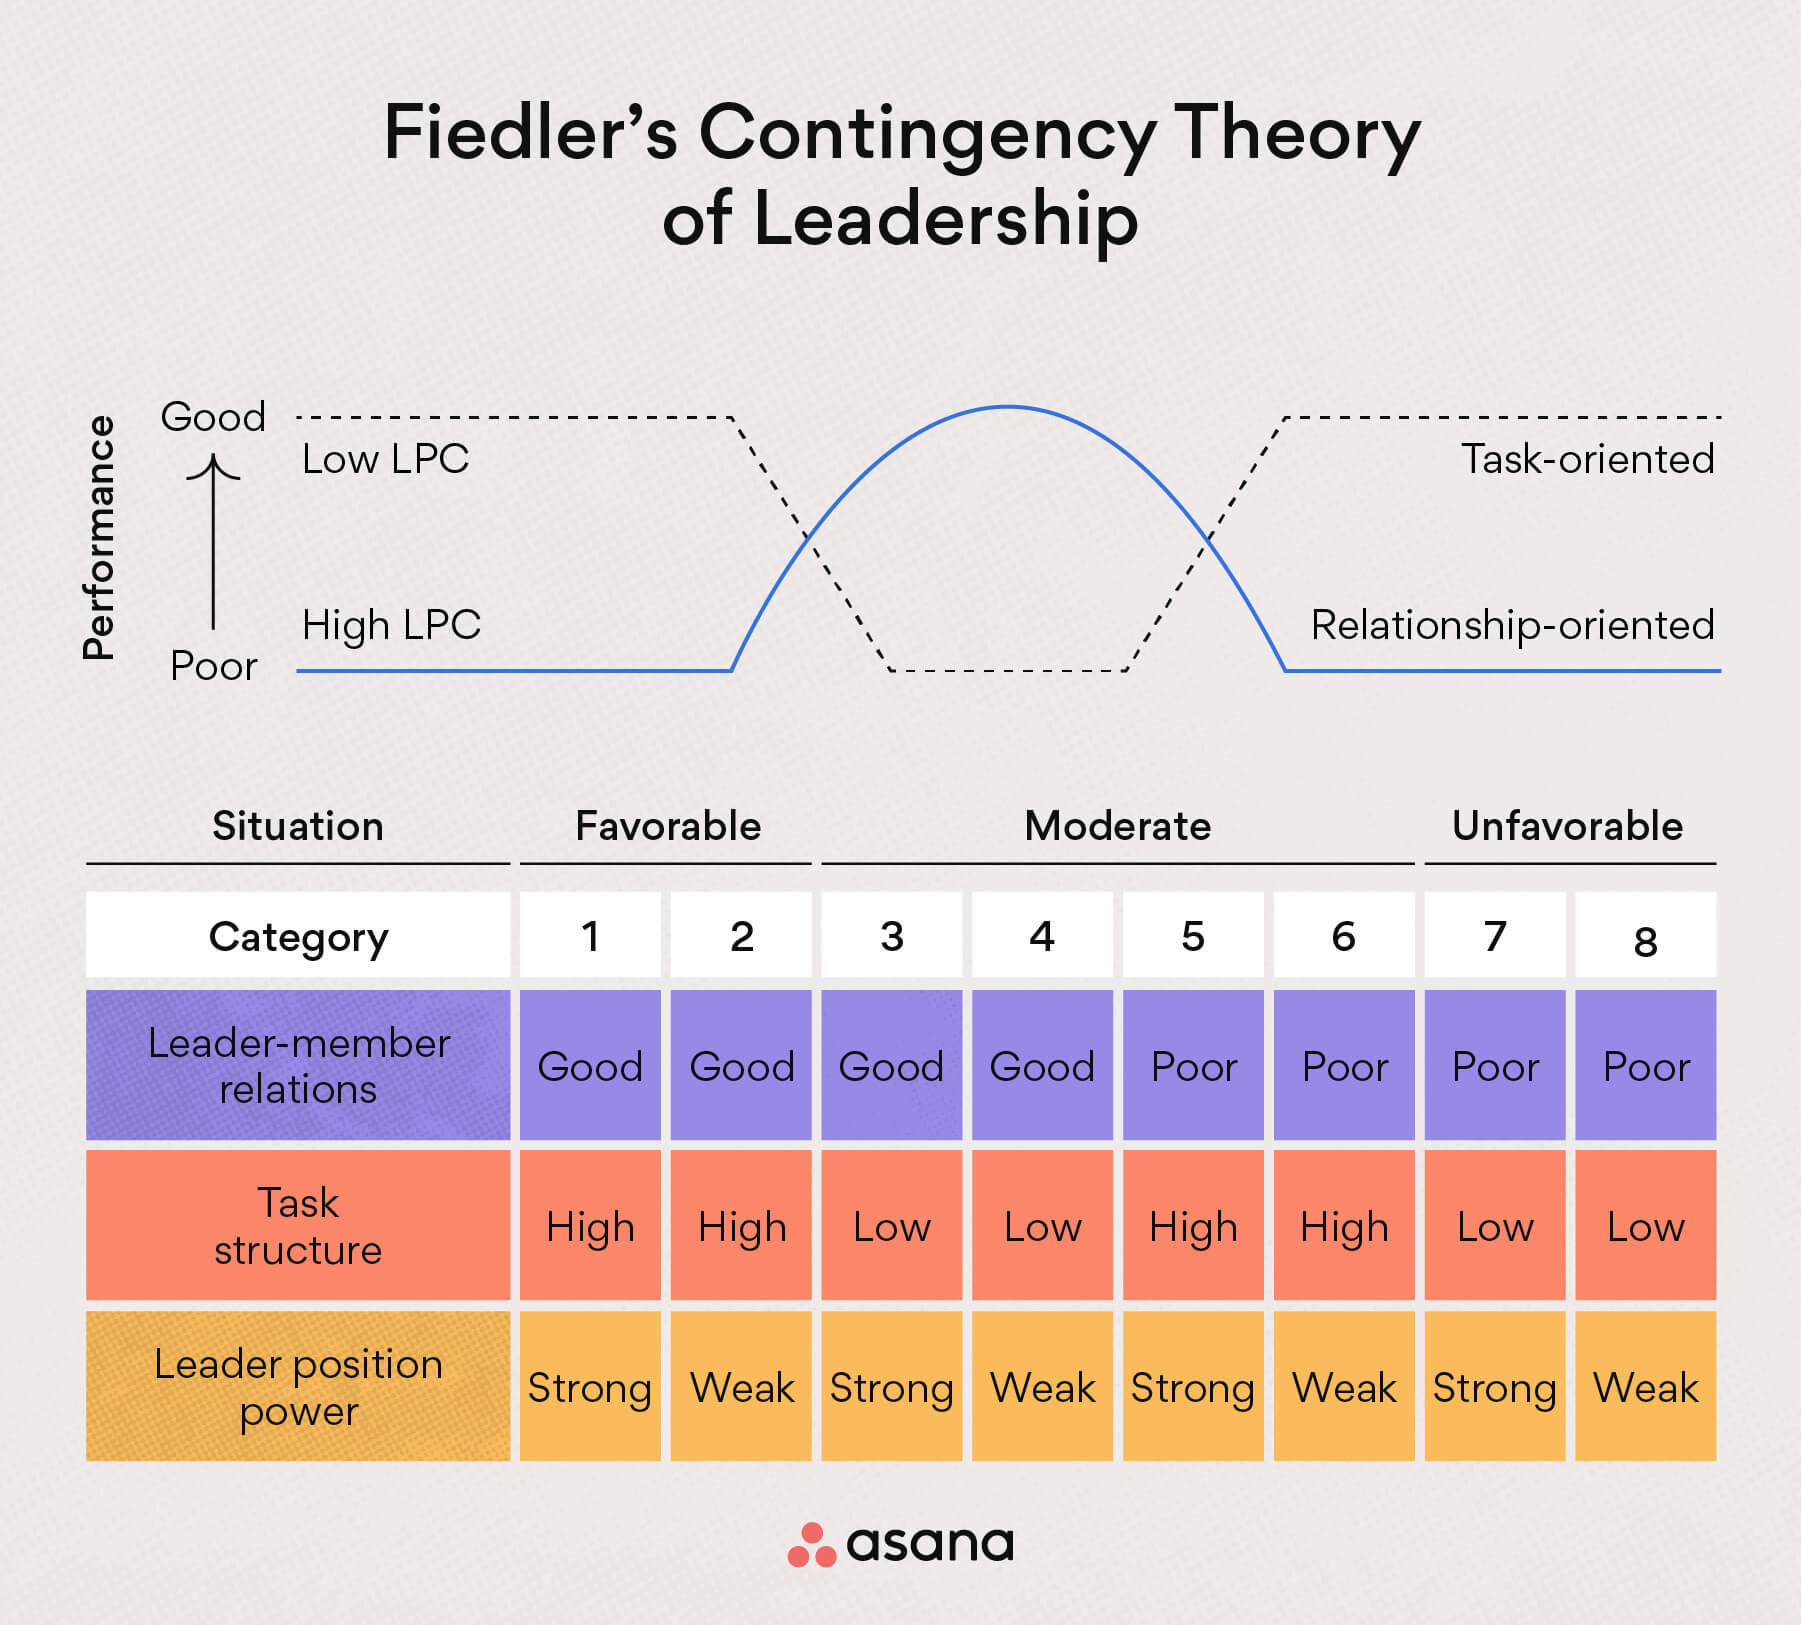 Fiedler’s Contingency Theory
of Leadership
Performance
Good
Poor
Low LPC
High LPC
Task-oriented
Relationship-oriented
Situation Favorable Moderate Unfavorable
Category 1 2 3 4 5 6 7 8
Leader-member
relations
Good Good Good Good Poor Poor Poor Poor
Task
structure
High High Low Low High High Low Low
Leader position
power
Strong Weak Strong Weak Strong Weak Strong Weak
asana